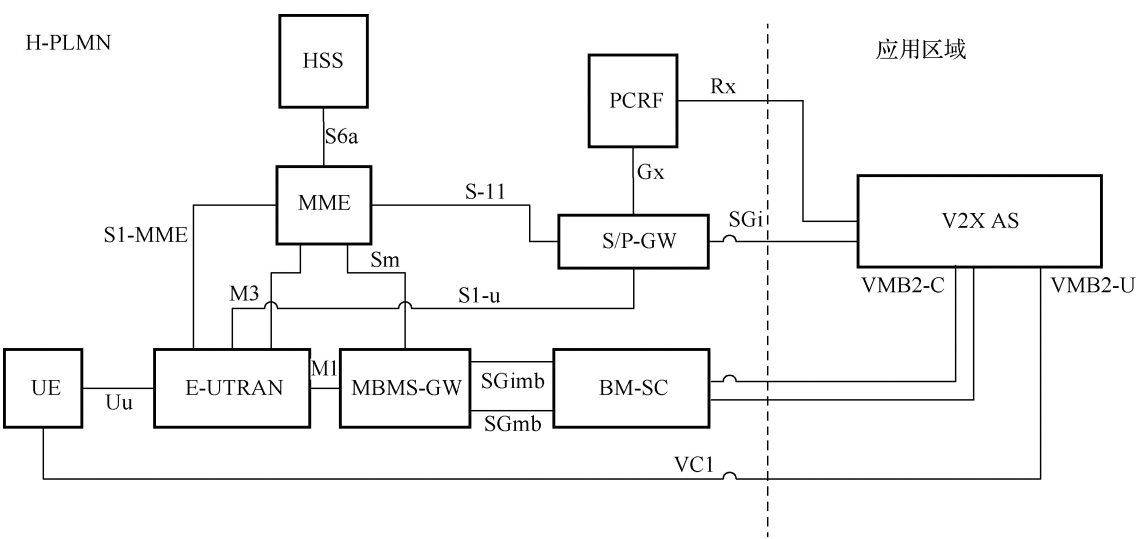 H-PLMN
应用区域
HSS
PCRF
Rx
S6a
Gx
MME
S-11
V2X AS
S1-MME
SGi
S/P-GW
Sm
M3
S1-u
VMB2-C
VMB2-U
UE
Uu
E-UTRAN
M1
MBMS-GW
SGimb
SGmb
BM-SC
VC1